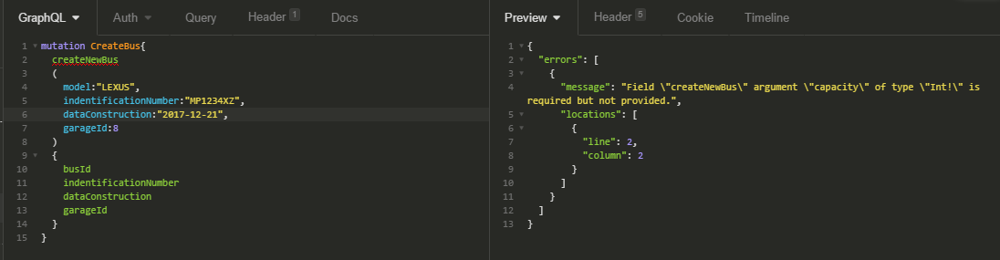 GraphQL Auth Query Header 1 Docs
1 mutation CreateBus{
2 createNewBus
3 (
4 model:"LEXUS",
5 indentificationNumber:"MP1234XZ",
6 dataConstruction:"2017-12-21",
7 garageId:8
8 )
9 {
10 busId
11 indentificationNumber
12 dataConstruction
13 garageId
14 }
15 }
Preview Header 5 Cookie Timeline
1 {
2 "errors": [
3 {
4 "message": "Field \"createNewBus\" argument \"capacity\" of type \"Int!\" is
required but not provided.",
5 "locations": [
6 {
7 "line": 2,
8 "column": 2
9 }
10 ]
11 }
12 ]
13 }